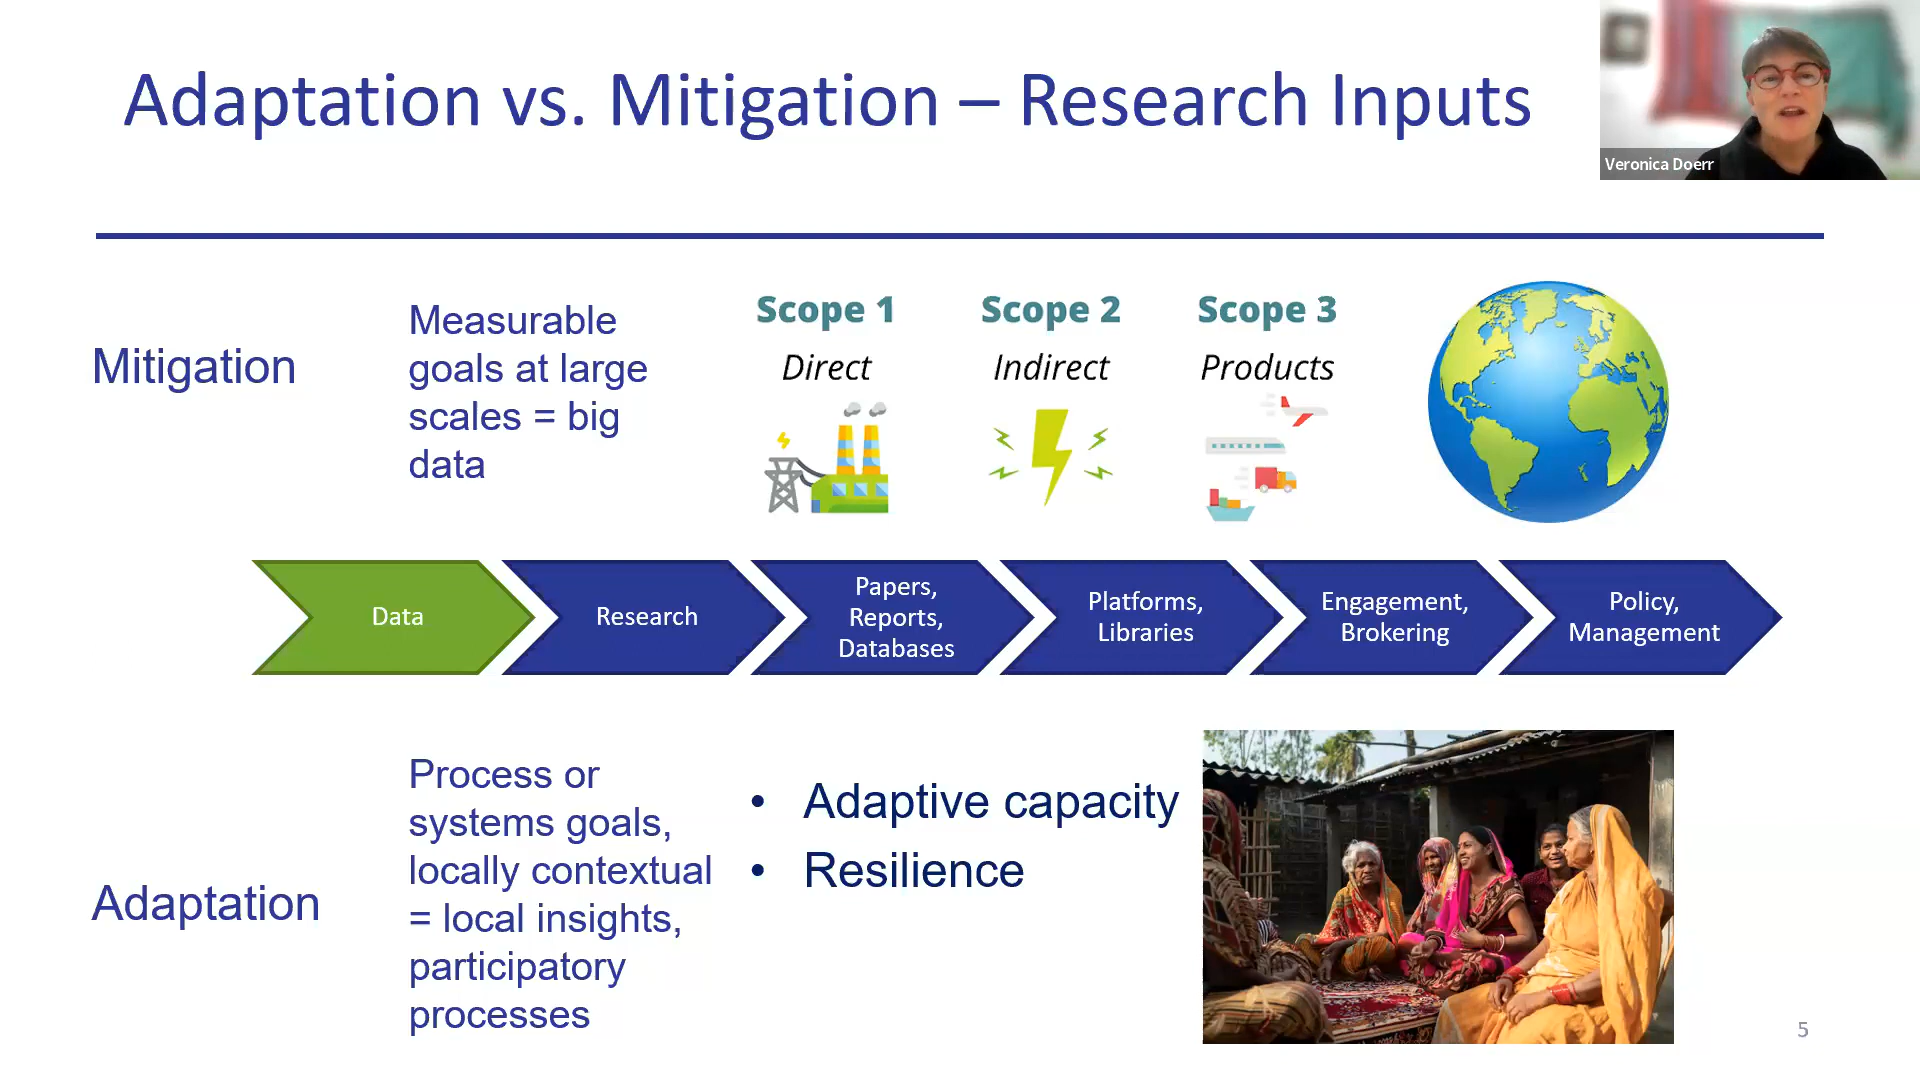 Adaptation vs. Mitigation – Research Inputs
Veronica Doerr
Mitigation
Measurable
goals at large
scales = big
data
Scope 1
Direct
Scope 2
Indirect
Scope 3
Products
Data
Research
Papers,
Reports,
Databases
Platforms,
Libraries
Engagement,
Brokering
Policy,
Management
Adaptation
Process or
systems goals,
locally contextual
= local insights,
participatory
processes
• Adaptive capacity
• Resilience
5